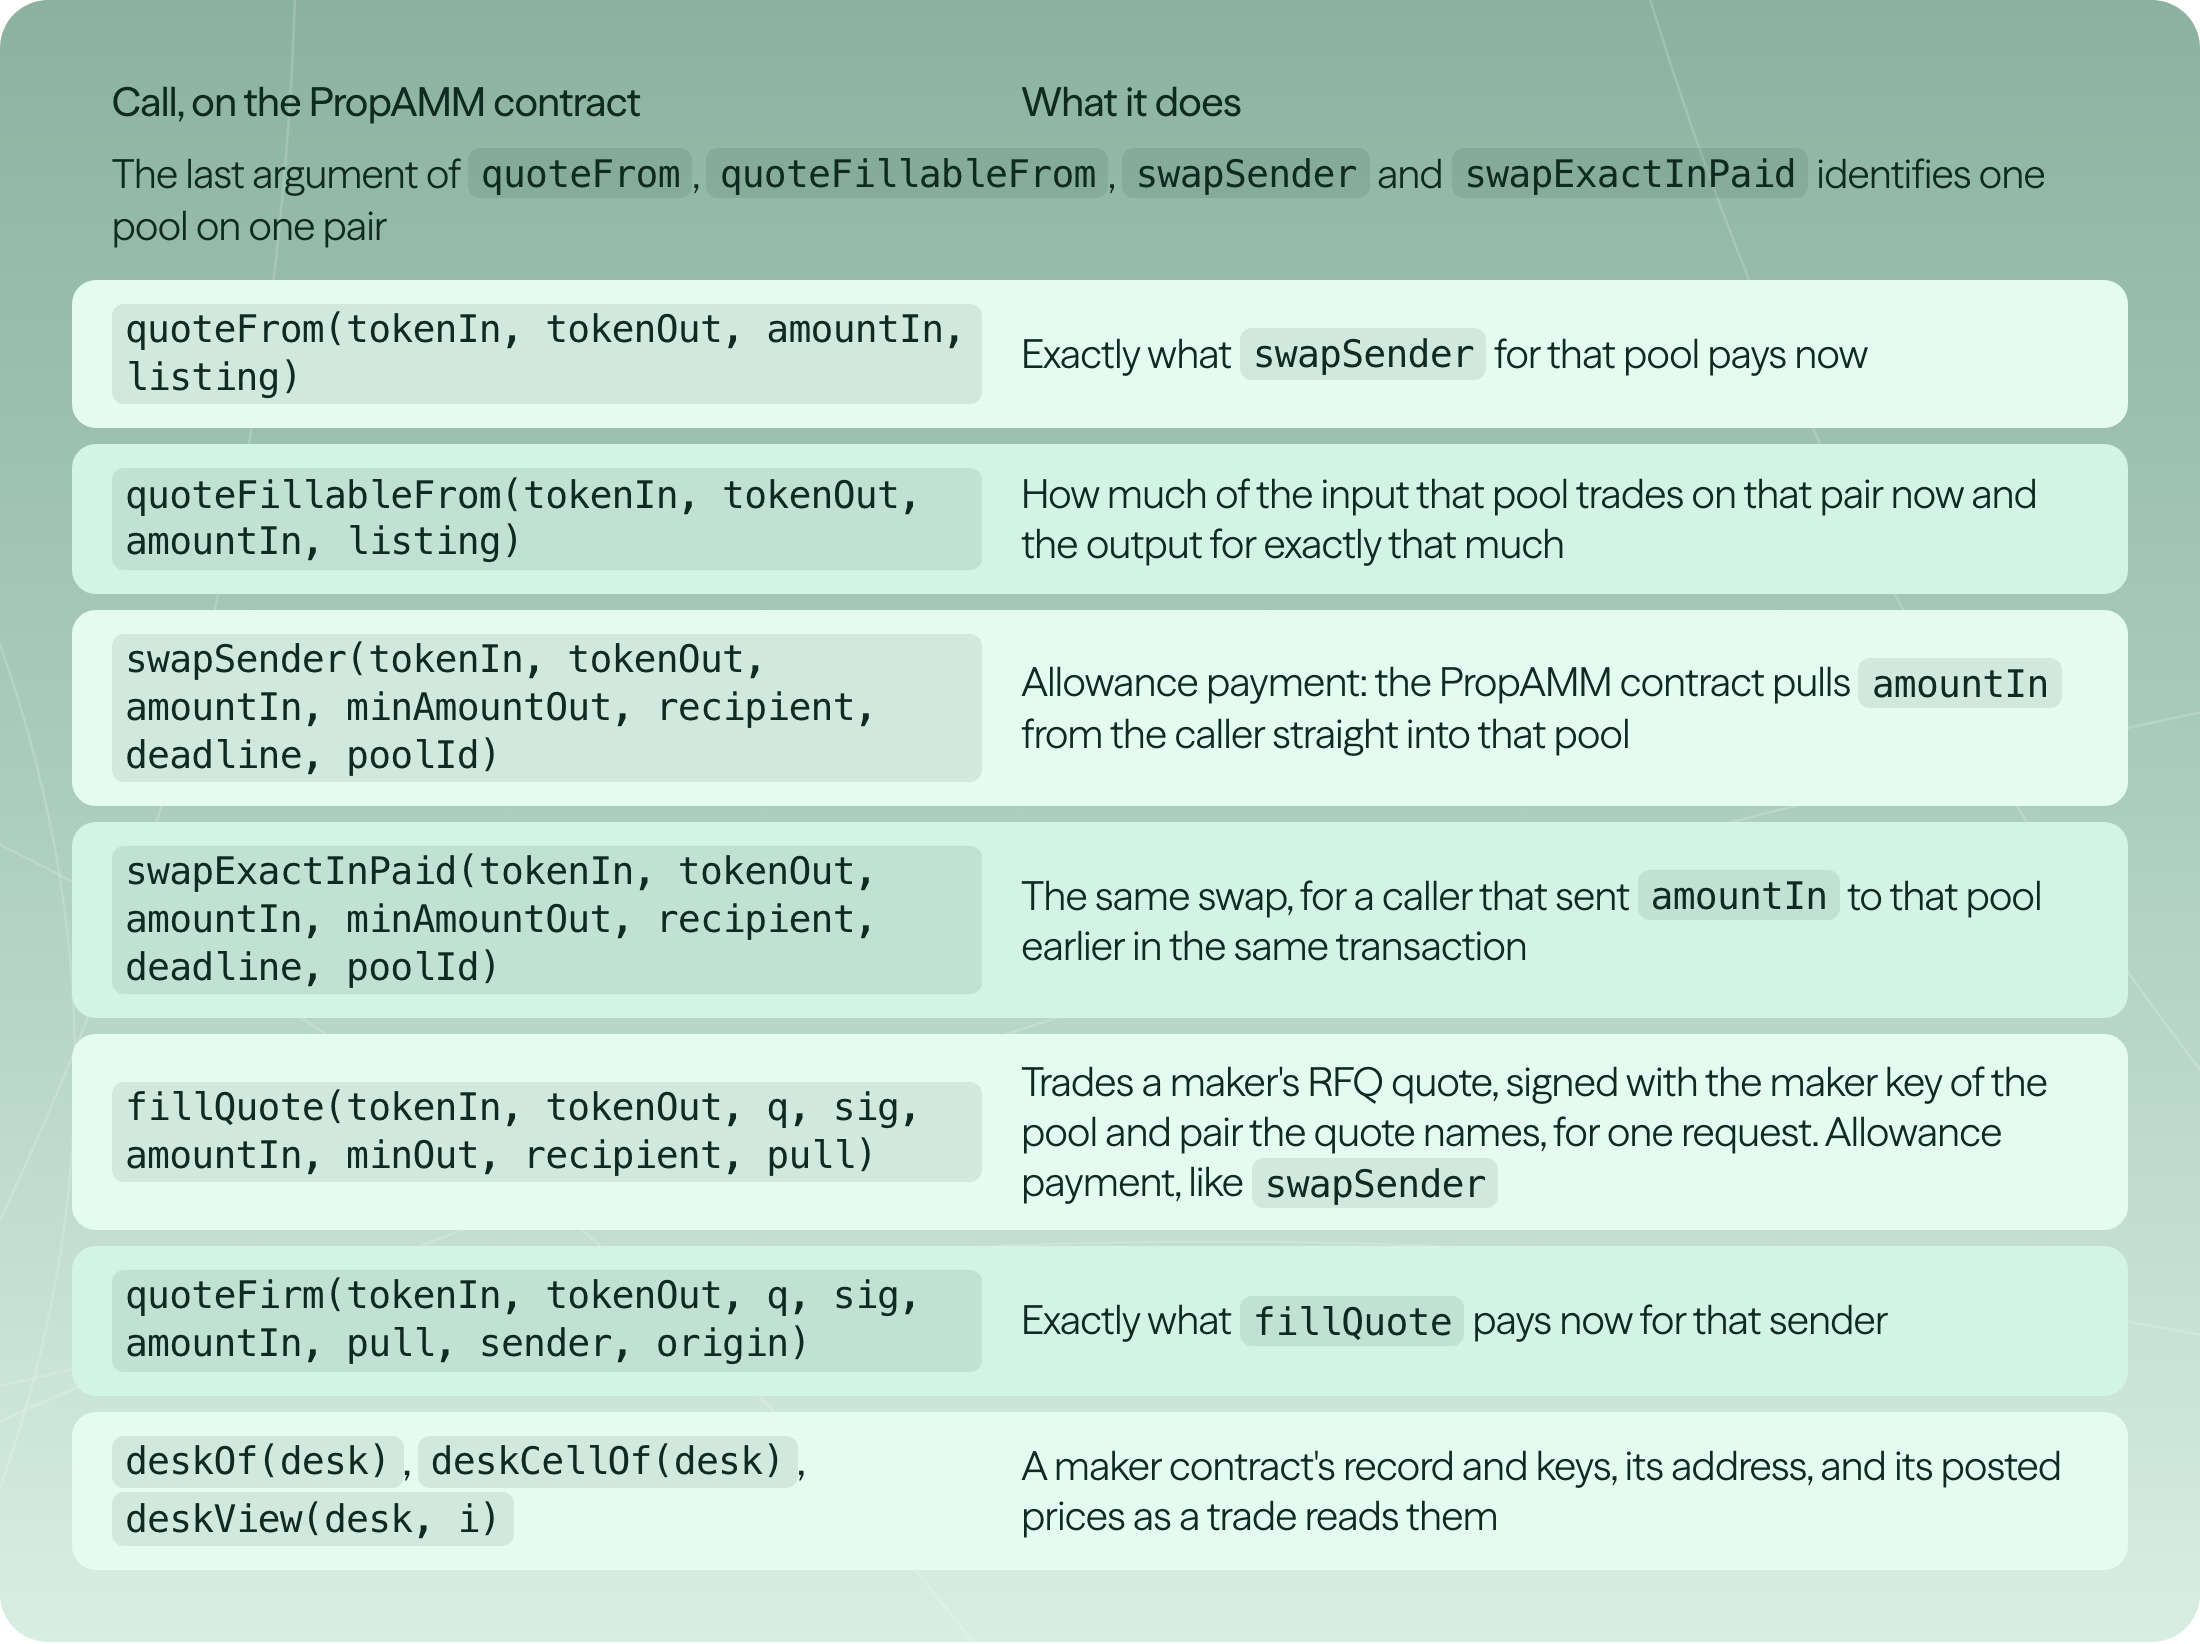 Call, on the PropAMM contract
What it does
The last argument of quoteFrom, quoteFillableFrom, swapSender and swapExactInPaid identifies one
pool on one pair
quoteFrom(tokenIn, tokenOut, amountIn,
listing)
Exactly what swapSender for that pool pays now
quoteFillableFrom(tokenIn, tokenOut,
amountIn, listing)
How much of the input that pool trades on that pair now and
the output for exactly that much
swapSender(tokenIn, tokenOut,
amountIn, minAmountOut, recipient,
deadline, poolId)
Allowance payment: the PropAMM contract pulls amountIn
from the caller straight into that pool
swapExactInPaid(tokenIn, tokenOut,
amountIn, minAmountOut, recipient,
deadline, poolId)
The same swap, for a caller that sent amountIn to that pool
earlier in the same transaction
fillQuote(tokenIn, tokenOut, q, sig,
amountIn, minOut, recipient, pull)
Trades a maker's RFQ quote, signed with the maker key of the
pool and pair the quote names, for one request. Allowance
payment, like swapSender
quoteFirm(tokenIn, tokenOut, q, sig,
amountIn, pull, sender, origin)
Exactly what fillQuote pays now for that sender
deskOf(desk), deskCellOf(desk),
deskView(desk, i)
A maker contract's record and keys, its address, and its posted
prices as a trade reads them